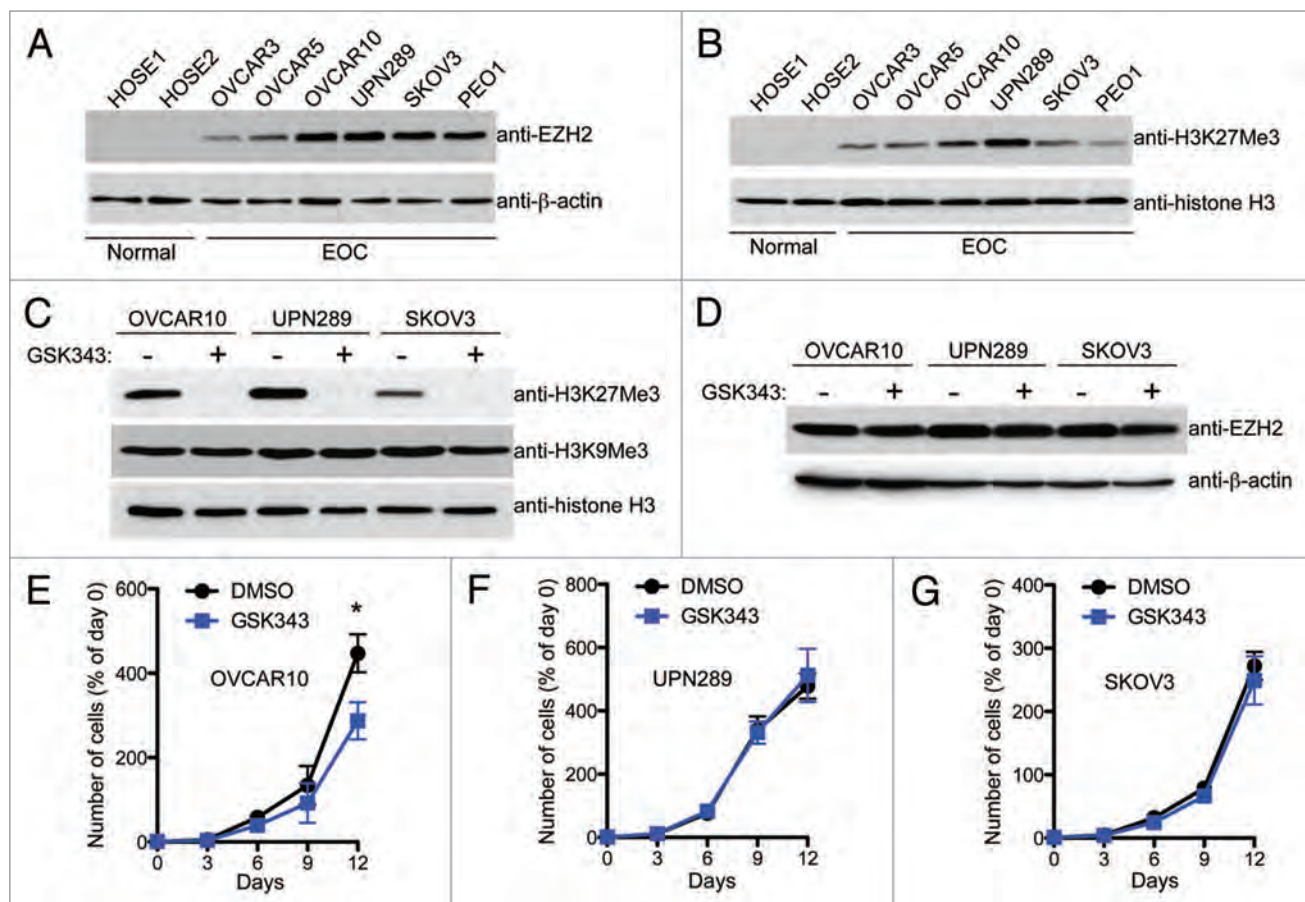 A
HOSE1 HOSE2 OVCAR3 OVCAR5 OVCAR10 UPN289 SKOV3 PEO1
anti-EZH2
anti-β-actin
Normal EOC
B
HOSE1 HOSE2 OVCAR3 OVCAR5 OVCAR10 UPN289 SKOV3 PEO1
anti-H3K27Me3
anti-histone H3
Normal EOC
C
OVCAR10 UPN289 SKOV3
GSK343: - + - + - +
anti-H3K27Me3
anti-H3K9Me3
anti-histone H3
D
OVCAR10 UPN289 SKOV3
GSK343: - + - + - +
anti-EZH2
anti-β-actin
E
Number of cells (% of day 0)
600
400
200
0
DMSO
GSK343
*
OVCAR10
0 3 6 9 12
Days
F
Number of cells (% of day 0)
800
600
400
200
0
DMSO
GSK343
UPN289
0 3 6 9 12
Days
G
Number of cells (% of day 0)
400
300
200
100
0
DMSO
GSK343
SKOV3
0 3 6 9 12
Days